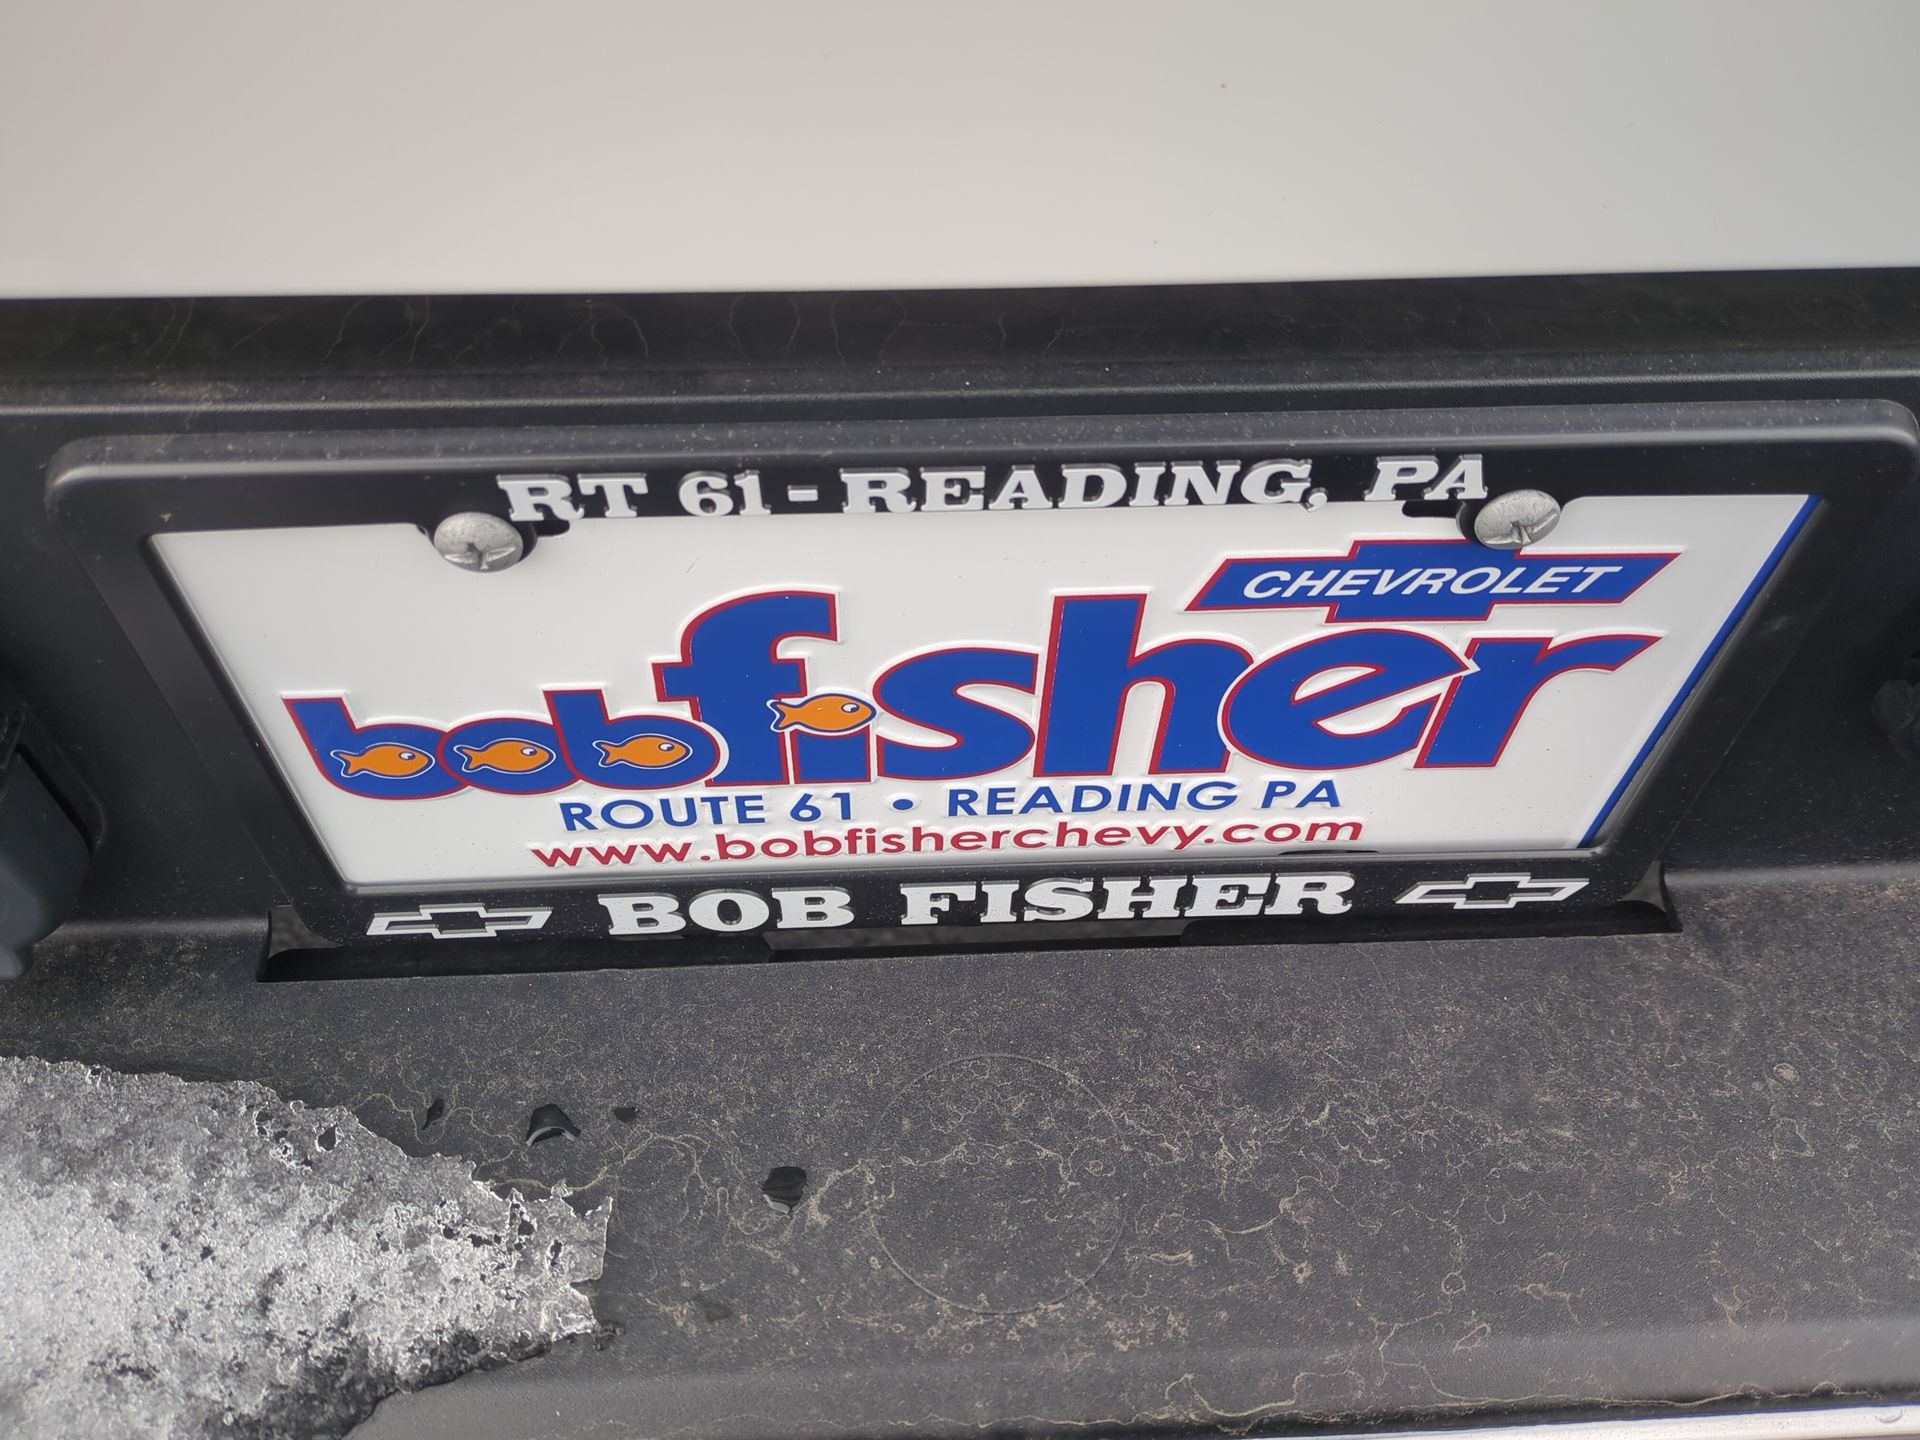 RT 61 - READING, PA
CHEVROLET
bobfisher
ROUTE 61 • READING PA
www.bobfisherchevy.com
BOB FISHER